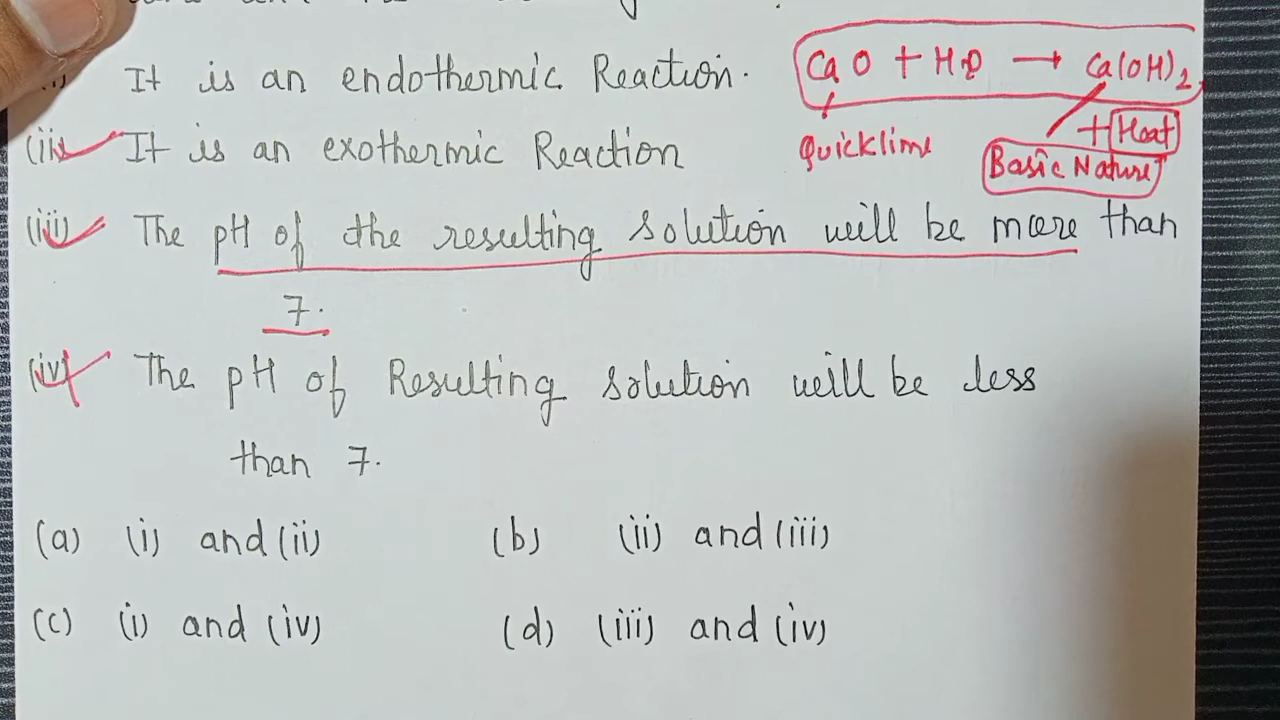 It is an endothermic Reaction.
CaO + H2O → Ca(OH)2
+ Heat
Quicklime
Basic Nature
(ii) It is an exothermic Reaction
(iii) The pH of the resulting solution will be more than
7.
(iv) The pH of Resulting solution will be less
than 7.
(a) (i) and (ii)
(b) (ii) and (iii)
(c) (i) and (iv)
(d) (iii) and (iv)